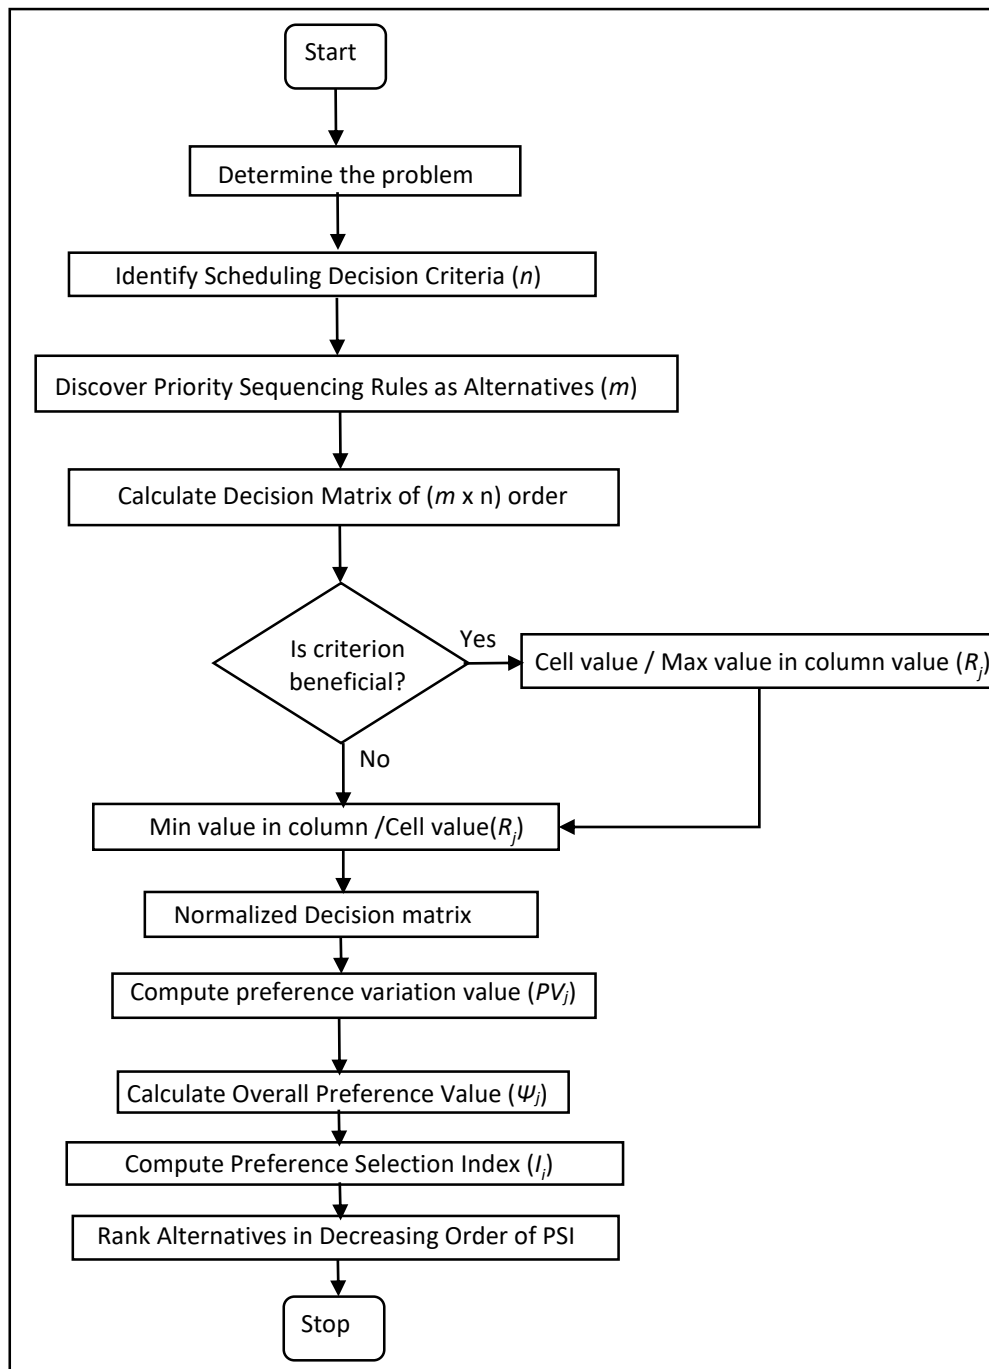 Start
Determine the problem
Identify Scheduling Decision Criteria (n)
Discover Priority Sequencing Rules as Alternatives (m)
Calculate Decision Matrix of (m x n) order
Is criterion
beneficial?
Yes
Cell value / Max value in column value (Rj)
No
Min value in column /Cell value(Rj)
Normalized Decision matrix
Compute preference variation value (PVj)
Calculate Overall Preference Value (Ψj)
Compute Preference Selection Index (Ii)
Rank Alternatives in Decreasing Order of PSI
Stop